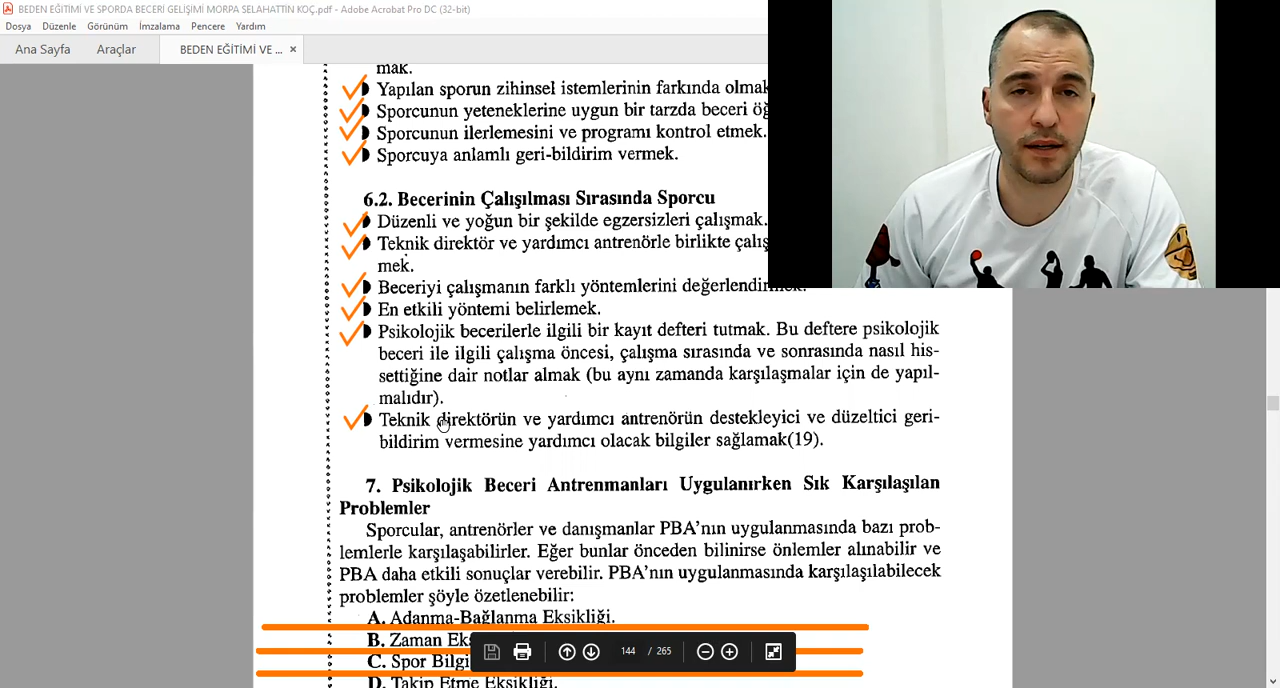 BEDEN EĞİTİMİ VE SPORDA BECERİ GELİŞİMİ MORPA SELAHATTIN KOÇ.pdf - Adobe Acrobat Pro DC (32-bit)
Dosya Düzenle Görünüm İmzalama Pencere Yardım
Ana Sayfa Araçlar BEDEN EĞİTİMİ VE ... ×
mak.
Yapılan sporun zihinsel istemlerinin farkında olmak
Sporcunun yeteneklerine uygun bir tarzda beceri
Sporcunun ilerlemesini ve programı kontrol etmek.
Sporcuya anlamlı geri-bildirim vermek.
6.2. Becerinin Çalışılması Sırasında Sporcu
Düzenli ve yoğun bir şekilde egzersizleri çalışmak.
Teknik direktör ve yardımcı antrenörle birlikte
mek.
Beceriyi çalışmanın farklı yöntemlerini
En etkili yöntemi belirlemek.
Psikolojik becerilerle ilgili bir kayıt defteri tutmak. Bu deftere psikolojik
beceri ile ilgili çalışma öncesi, çalışma sırasında ve sonrasında nasıl his-
settiğine dair notlar almak (bu aynı zamanda karşılaşmalar için de yapıl-
malıdır).
Teknik direktörün ve yardımcı antrenörün destekleyici ve düzeltici geri-
bildirim vermesine yardımcı olacak bilgiler sağlamak(19).
7. Psikolojik Beceri Antrenmanları Uygulanırken Sık Karşılaşılan
Problemler
Sporcular, antrenörler ve danışmanlar PBA'nın uygulanmasında bazı prob-
lemlerle karşılaşabilirler. Eğer bunlar önceden bilinirse önlemler alınabilir ve
PBA daha etkili sonuçlar verebilir. PBA'nın uygulanmasında karşılaşılabilecek
problemler şöyle özetlenebilir:
A. Adanma-Bağlanma Eksikliği.
B. Zaman
C. Spor
D. Takip Etme Eksikliği.
144 / 265